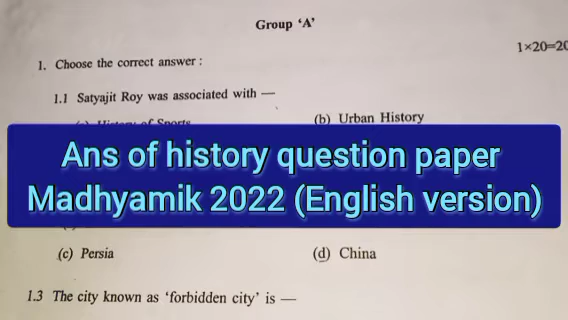 Group ‘A’
1×20=20
1. Choose the correct answer :
1.1 Satyajit Roy was associated with —
(b) Urban History
Ans of history question paper
Madhyamik 2022 (English version)
(c) Persia
(d) China
1.3 The city known as ‘forbidden city’ is —